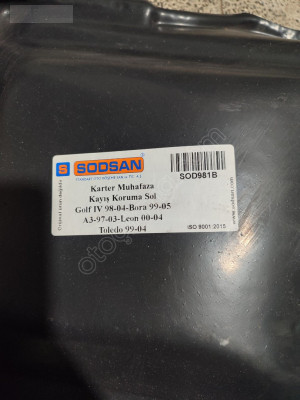 SODSAN
SOD981B
Karter Muhafaza
Kayış Koruma Sol
Golf IV 98-04-Bora 99-05
A3-97-03-Leon 00-04
Toledo 99-04
ISO 9001:2015